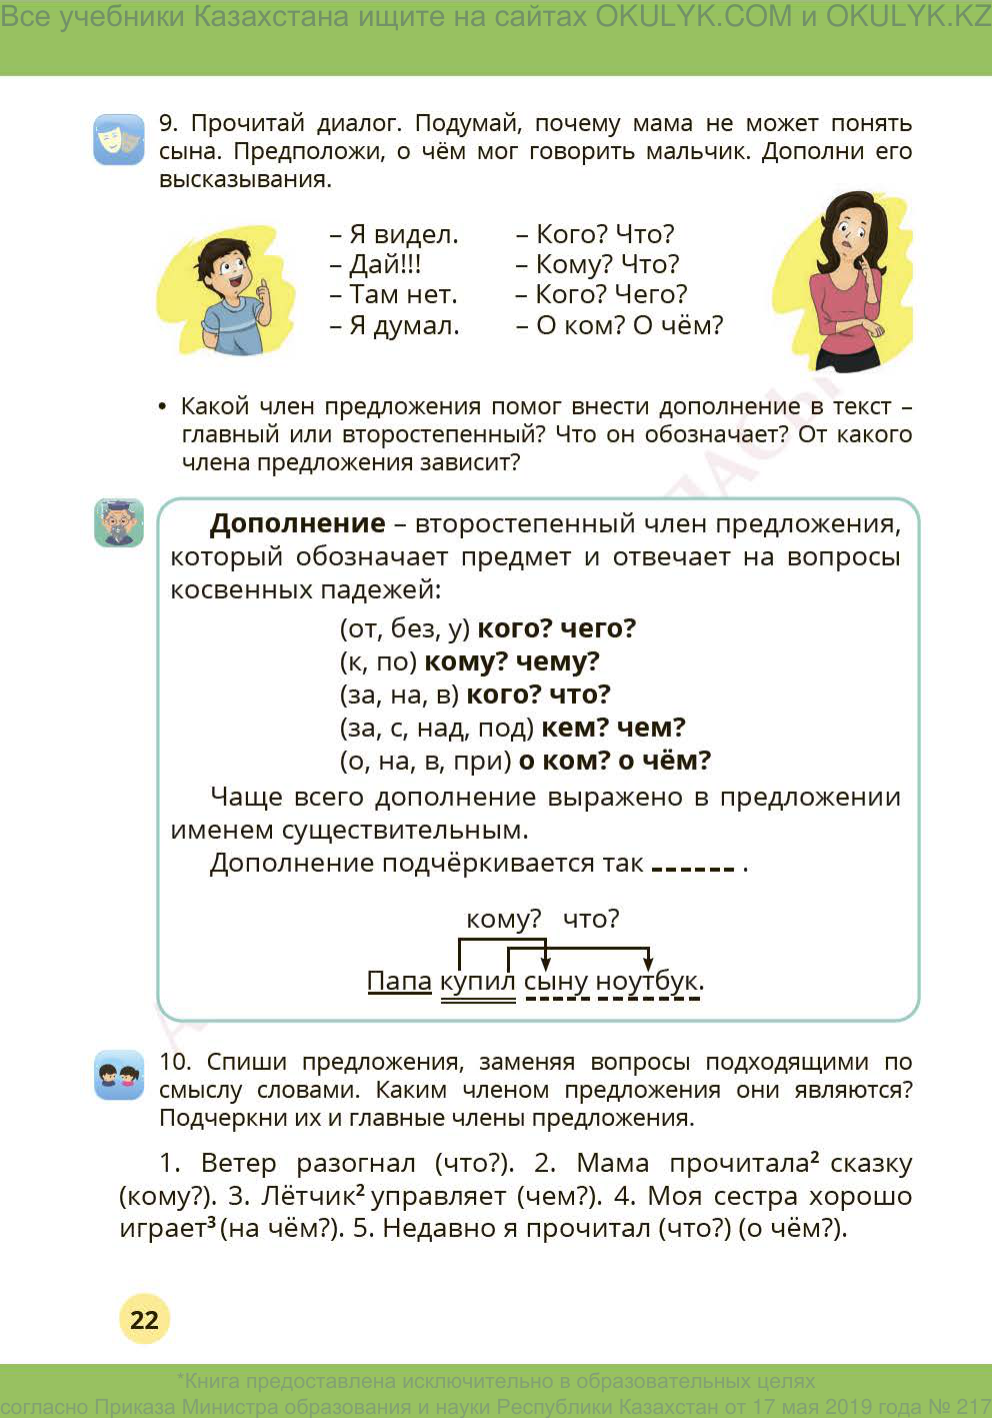 Все учебники Казахстана ищите на сайтах OKULYK.COM и OKULYK.KZ
9. Прочитай диалог. Подумай, почему мама не может понять
сына. Предположи, о чём мог говорить мальчик. Дополни его
высказывания.
– Я видел. – Кого? Что?
– Дай!!! – Кому? Что?
– Там нет. – Кого? Чего?
– Я думал. – О ком? О чём?
• Какой член предложения помог внести дополнение в текст –
главный или второстепенный? Что он обозначает? От какого
члена предложения зависит?
Дополнение – второстепенный член предложения,
который обозначает предмет и отвечает на вопросы
косвенных падежей:
(от, без, у) кого? чего?
(к, по) кому? чему?
(за, на, в) кого? что?
(за, с, над, под) кем? чем?
(о, на, в, при) о ком? о чём?
Чаще всего дополнение выражено в предложении
именем существительным.
Дополнение подчёркивается так ------ .
кому? что?
Папа купил сыну ноутбук.
10. Спиши предложения, заменяя вопросы подходящими по
смыслу словами. Каким членом предложения они являются?
Подчеркни их и главные члены предложения.
1. Ветер разогнал (что?). 2. Мама прочитала² сказку
(кому?). 3. Лётчик² управляет (чем?). 4. Моя сестра хорошо
играет³ (на чём?). 5. Недавно я прочитал (что?) (о чём?).
22
*Книга предоставлена исключительно в образовательных целях
согласно Приказа Министра образования и науки Республики Казахстан от 17 мая 2019 года № 217